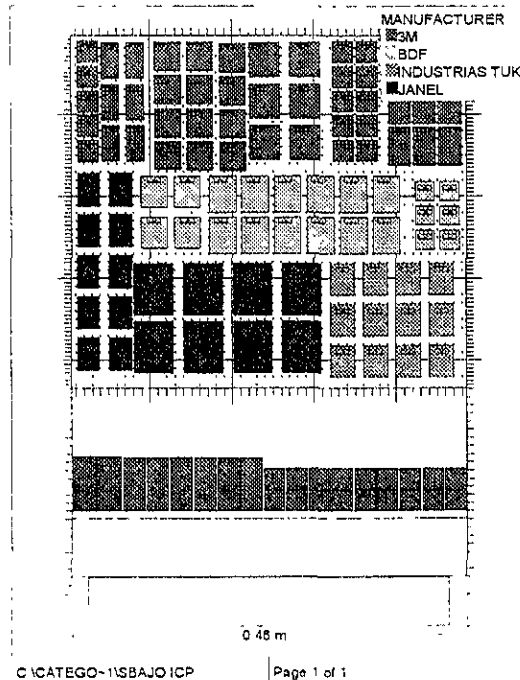 MANUFACTURER
3M
BDF
INDUSTRIAS TUK
JANEL
0.46 m
C:\CATEGO~1\SBAJO.ICP
Page 1 of 1